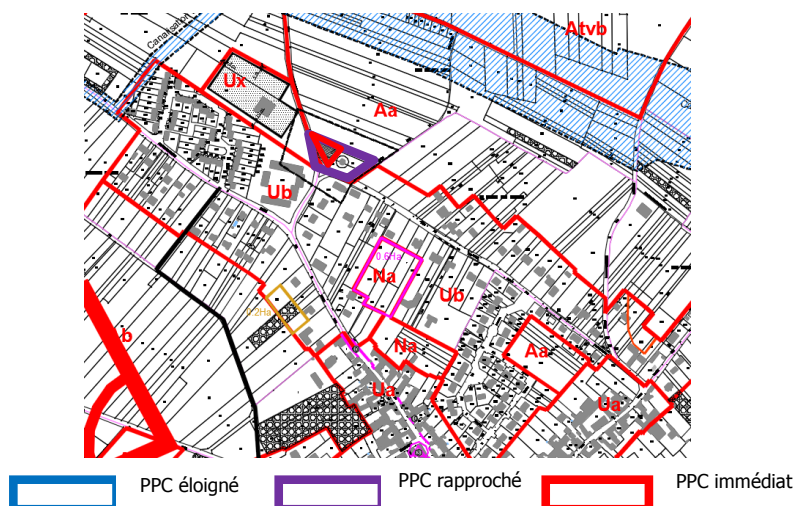 Canalisation
Atvb
Ux
Aa
Ub
0.6Ha
Na
Ub
0.2Ha
b
Na
Aa
Ua
Ua
PPC éloigné
PPC rapproché
PPC immédiat